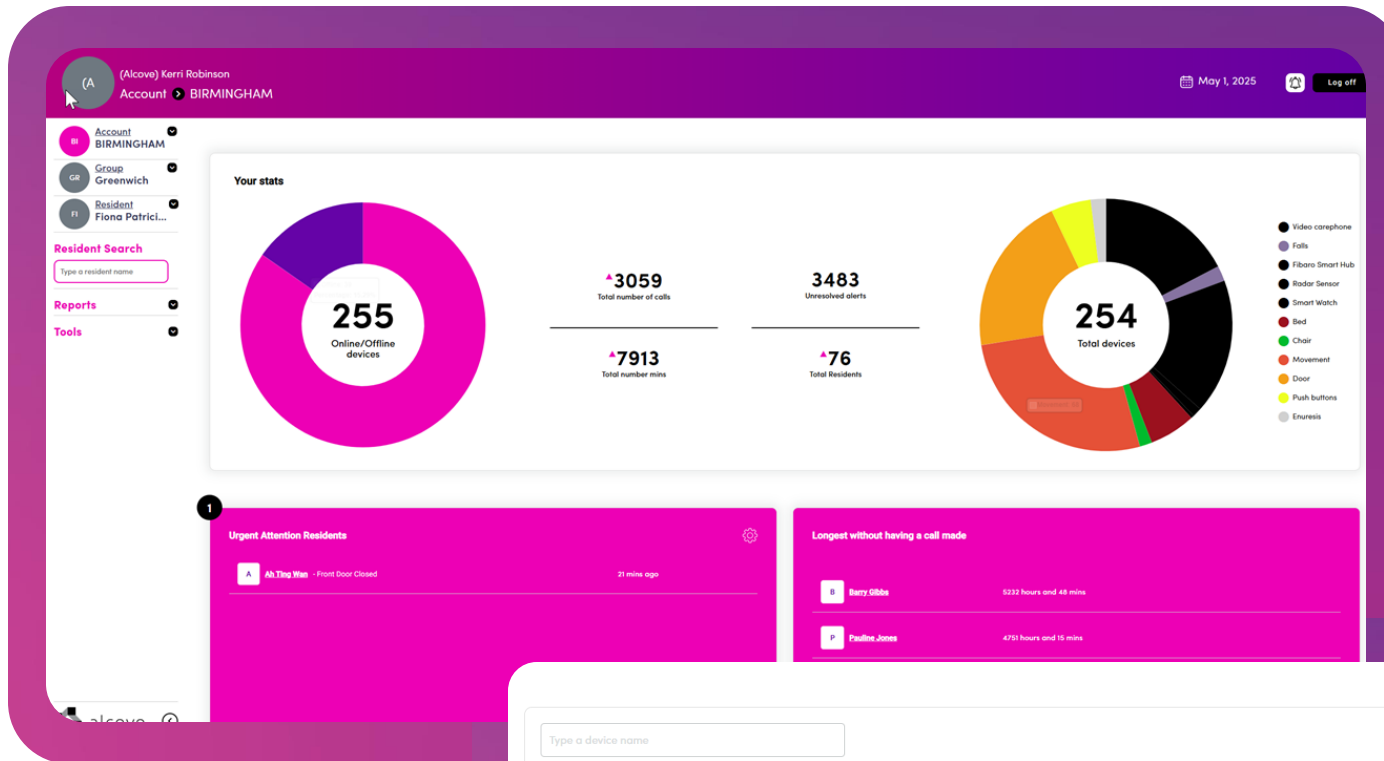 (A
(Alcove) Kerri Robinson
Account BIRMINGHAM
May 1, 2025
Log off
BI
Account
BIRMINGHAM
GR
Group
Greenwich
FI
Resident
Fiona Patrici...
Resident Search
Type a resident name
Reports
Tools
alcove
Your stats
255
Online/Offline
devices
3059
Total number of calls
3483
Unresolved alerts
7913
Total number mins
76
Total Residents
254
Total devices
Video carephone
Falls
Fibaro Smart Hub
Radar Sensor
Smart Watch
Bed
Chair
Movement
Door
Push buttons
Enuresis
1
Urgent Attention Residents
A Ah Ting Wan - Front Door Closed 21 mins ago
Longest without having a call made
B Barry Gibbs 5232 hours and 48 mins
P Pauline Jones 4751 hours and 15 mins
Type a device name